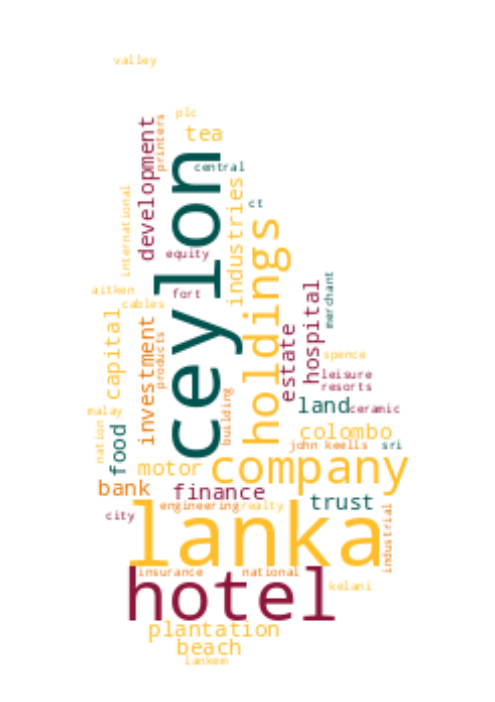 valley
plc
tea
development
printers
central
ceylon
international
industries
ct
equity
holdings
aitken
fort
cables
merchant
hospital
capital
investment
products
estate
spence
leisure
resorts
malay
land
ceramic
building
nation
food
colombo
john keells
sri
motor
company
bank
finance
trust
engineering
realty
city
lanka
industrial
insurance
national
hotel
kelani
plantation
beach
lankem